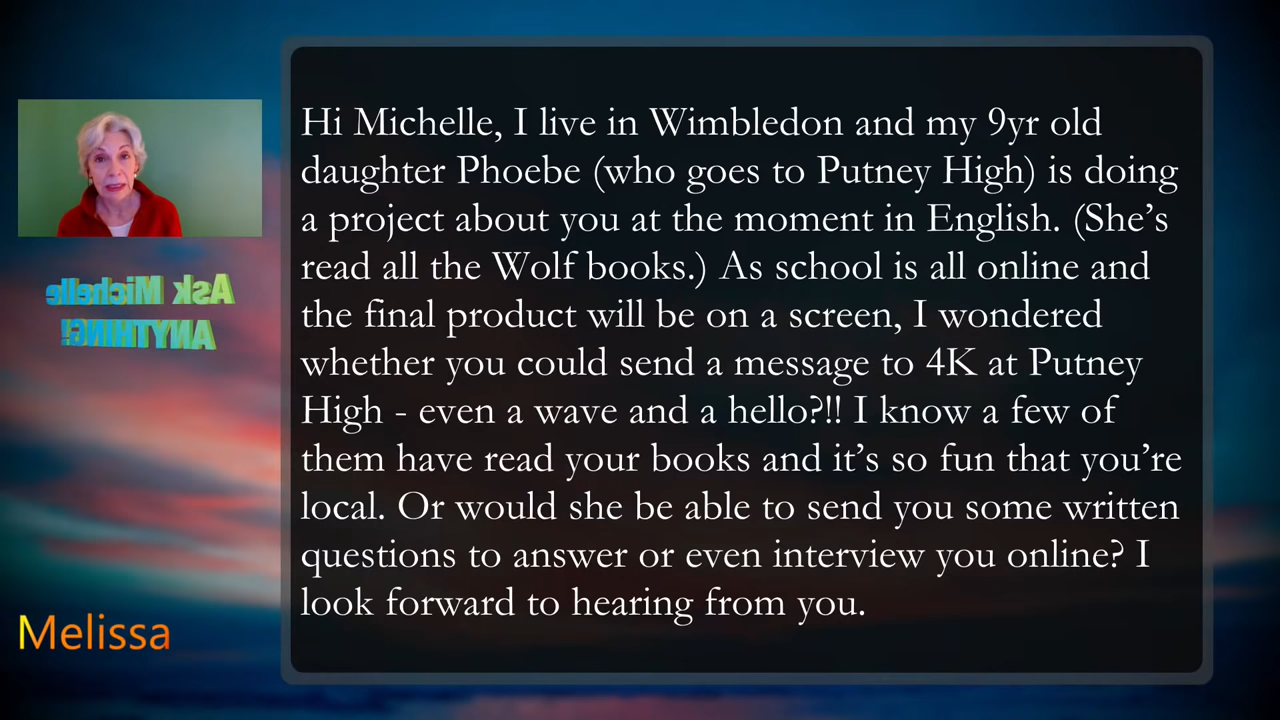 Hi Michelle, I live in Wimbledon and my 9yr old
daughter Phoebe (who goes to Putney High) is doing
a project about you at the moment in English. (She’s
read all the Wolf books.) As school is all online and
the final product will be on a screen, I wondered
whether you could send a message to 4K at Putney
High - even a wave and a hello?!! I know a few of
them have read your books and it’s so fun that you’re
local. Or would she be able to send you some written
questions to answer or even interview you online? I
look forward to hearing from you.
Ask Michelle
ANYTHING!
Melissa